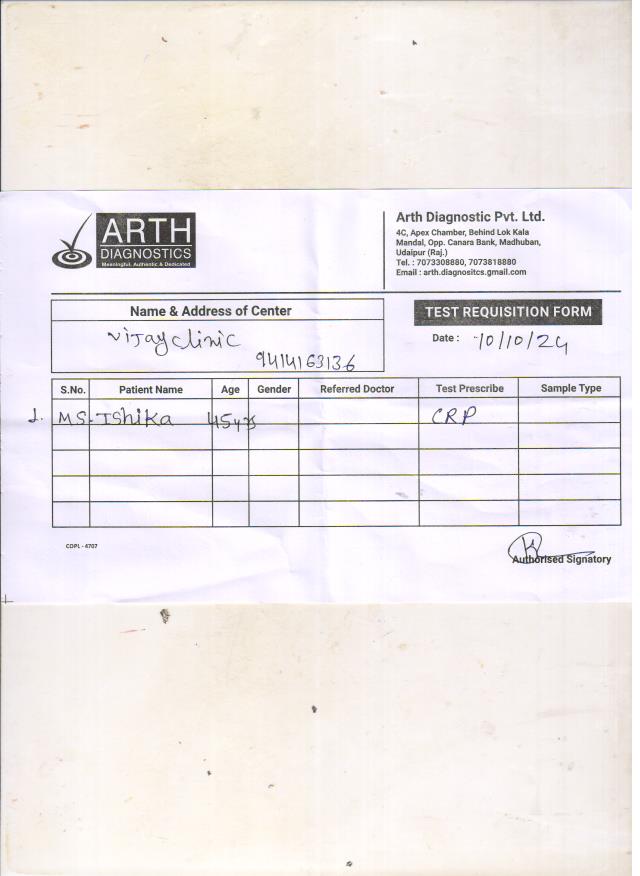 ARTH
DIAGNOSTICS
Meaningful, Authentic & Dedicated
Arth Diagnostic Pvt. Ltd.
4C, Apex Chamber, Behind Lok Kala
Mandal, Opp. Canara Bank, Madhuban,
Udaipur (Raj.)
Tel. : 7073308880, 7073818880
Email : arth.diagnositcs.gmail.com
Name & Address of Center
Vijay clinic
9414163136
TEST REQUISITION FORM
Date : 10/10/24
S.No. Patient Name Age Gender Referred Doctor Test Prescribe Sample Type
1. MS. Ishika 45yrs CRP
COPL - 4707
Authorised Signatory